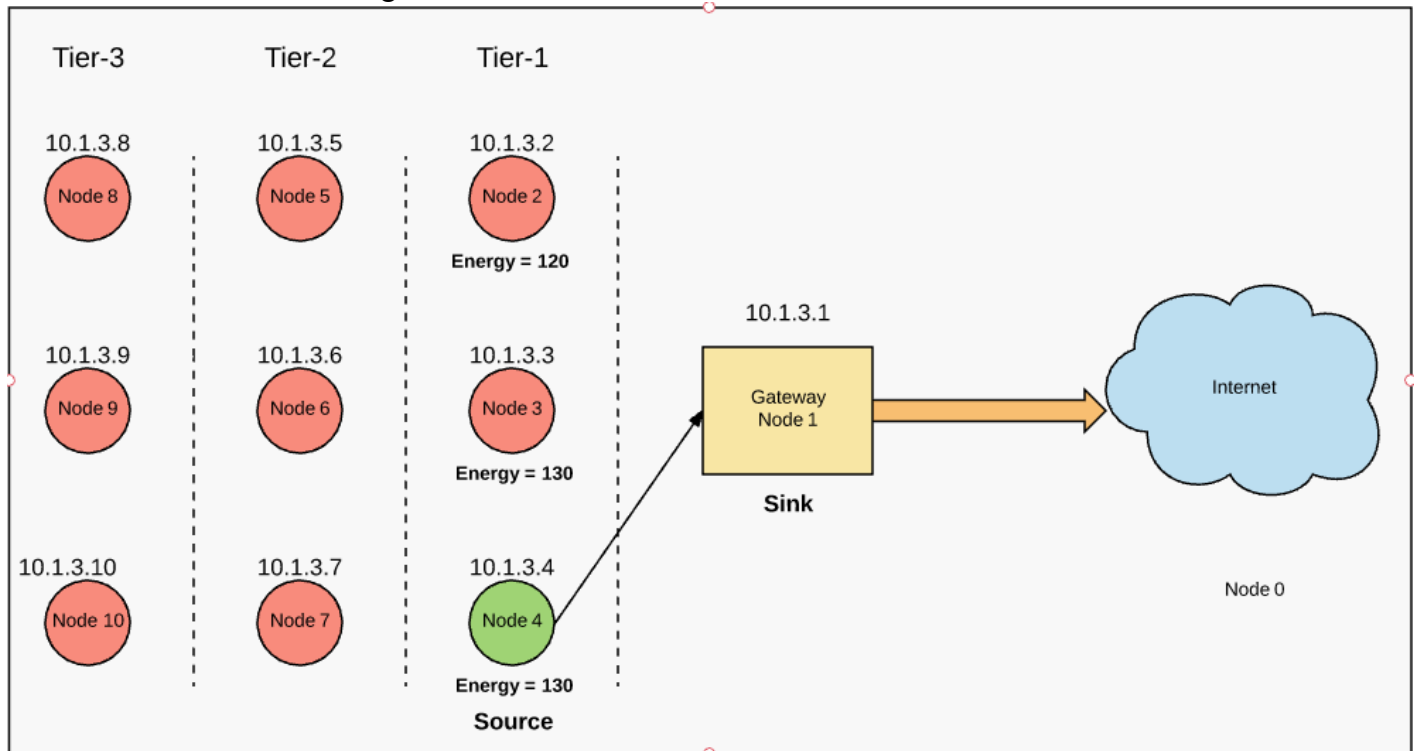 Tier-3
Tier-2
Tier-1
10.1.3.8
10.1.3.5
10.1.3.2
Node 8
Node 5
Node 2
Energy = 120
10.1.3.1
10.1.3.9
10.1.3.6
10.1.3.3
Node 9
Node 6
Node 3
Gateway
Node 1
Internet
Energy = 130
Sink
10.1.3.10
10.1.3.7
10.1.3.4
Node 10
Node 7
Node 4
Node 0
Energy = 130
Source